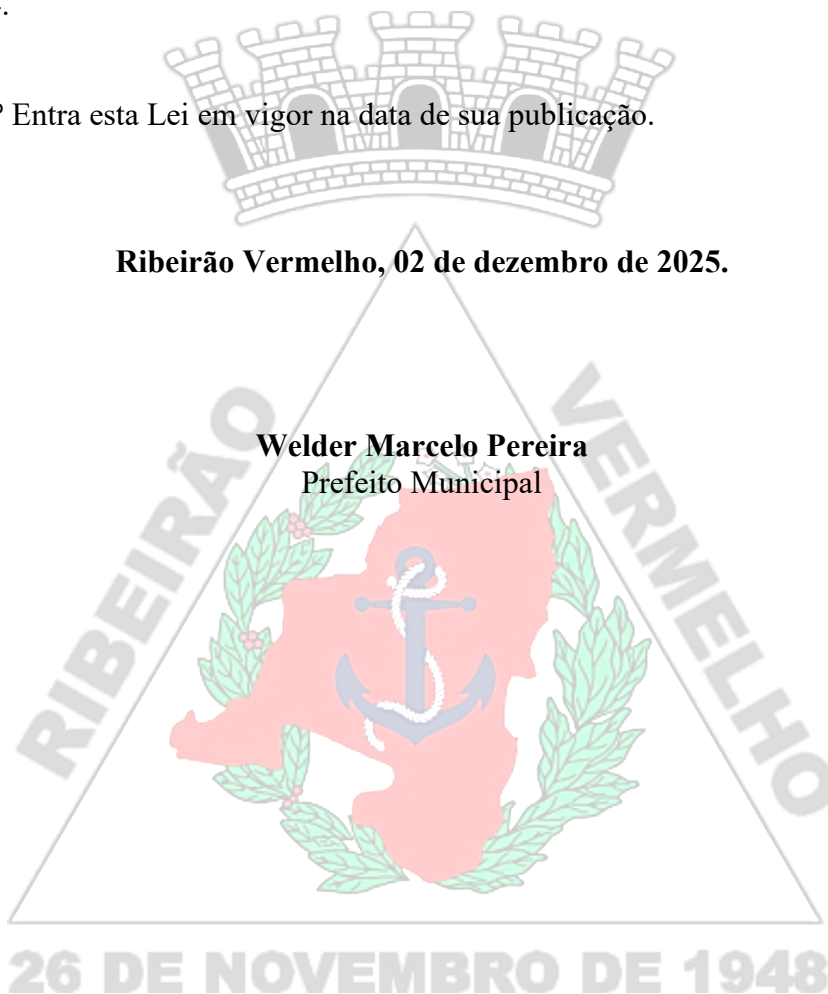 º Entra esta Lei em vigor na data de sua publicação.
Ribeirão Vermelho, 02 de dezembro de 2025.
Welder Marcelo Pereira
Prefeito Municipal
RIBEIRÃO
VERMELHO
26 DE NOVEMBRO DE 1948